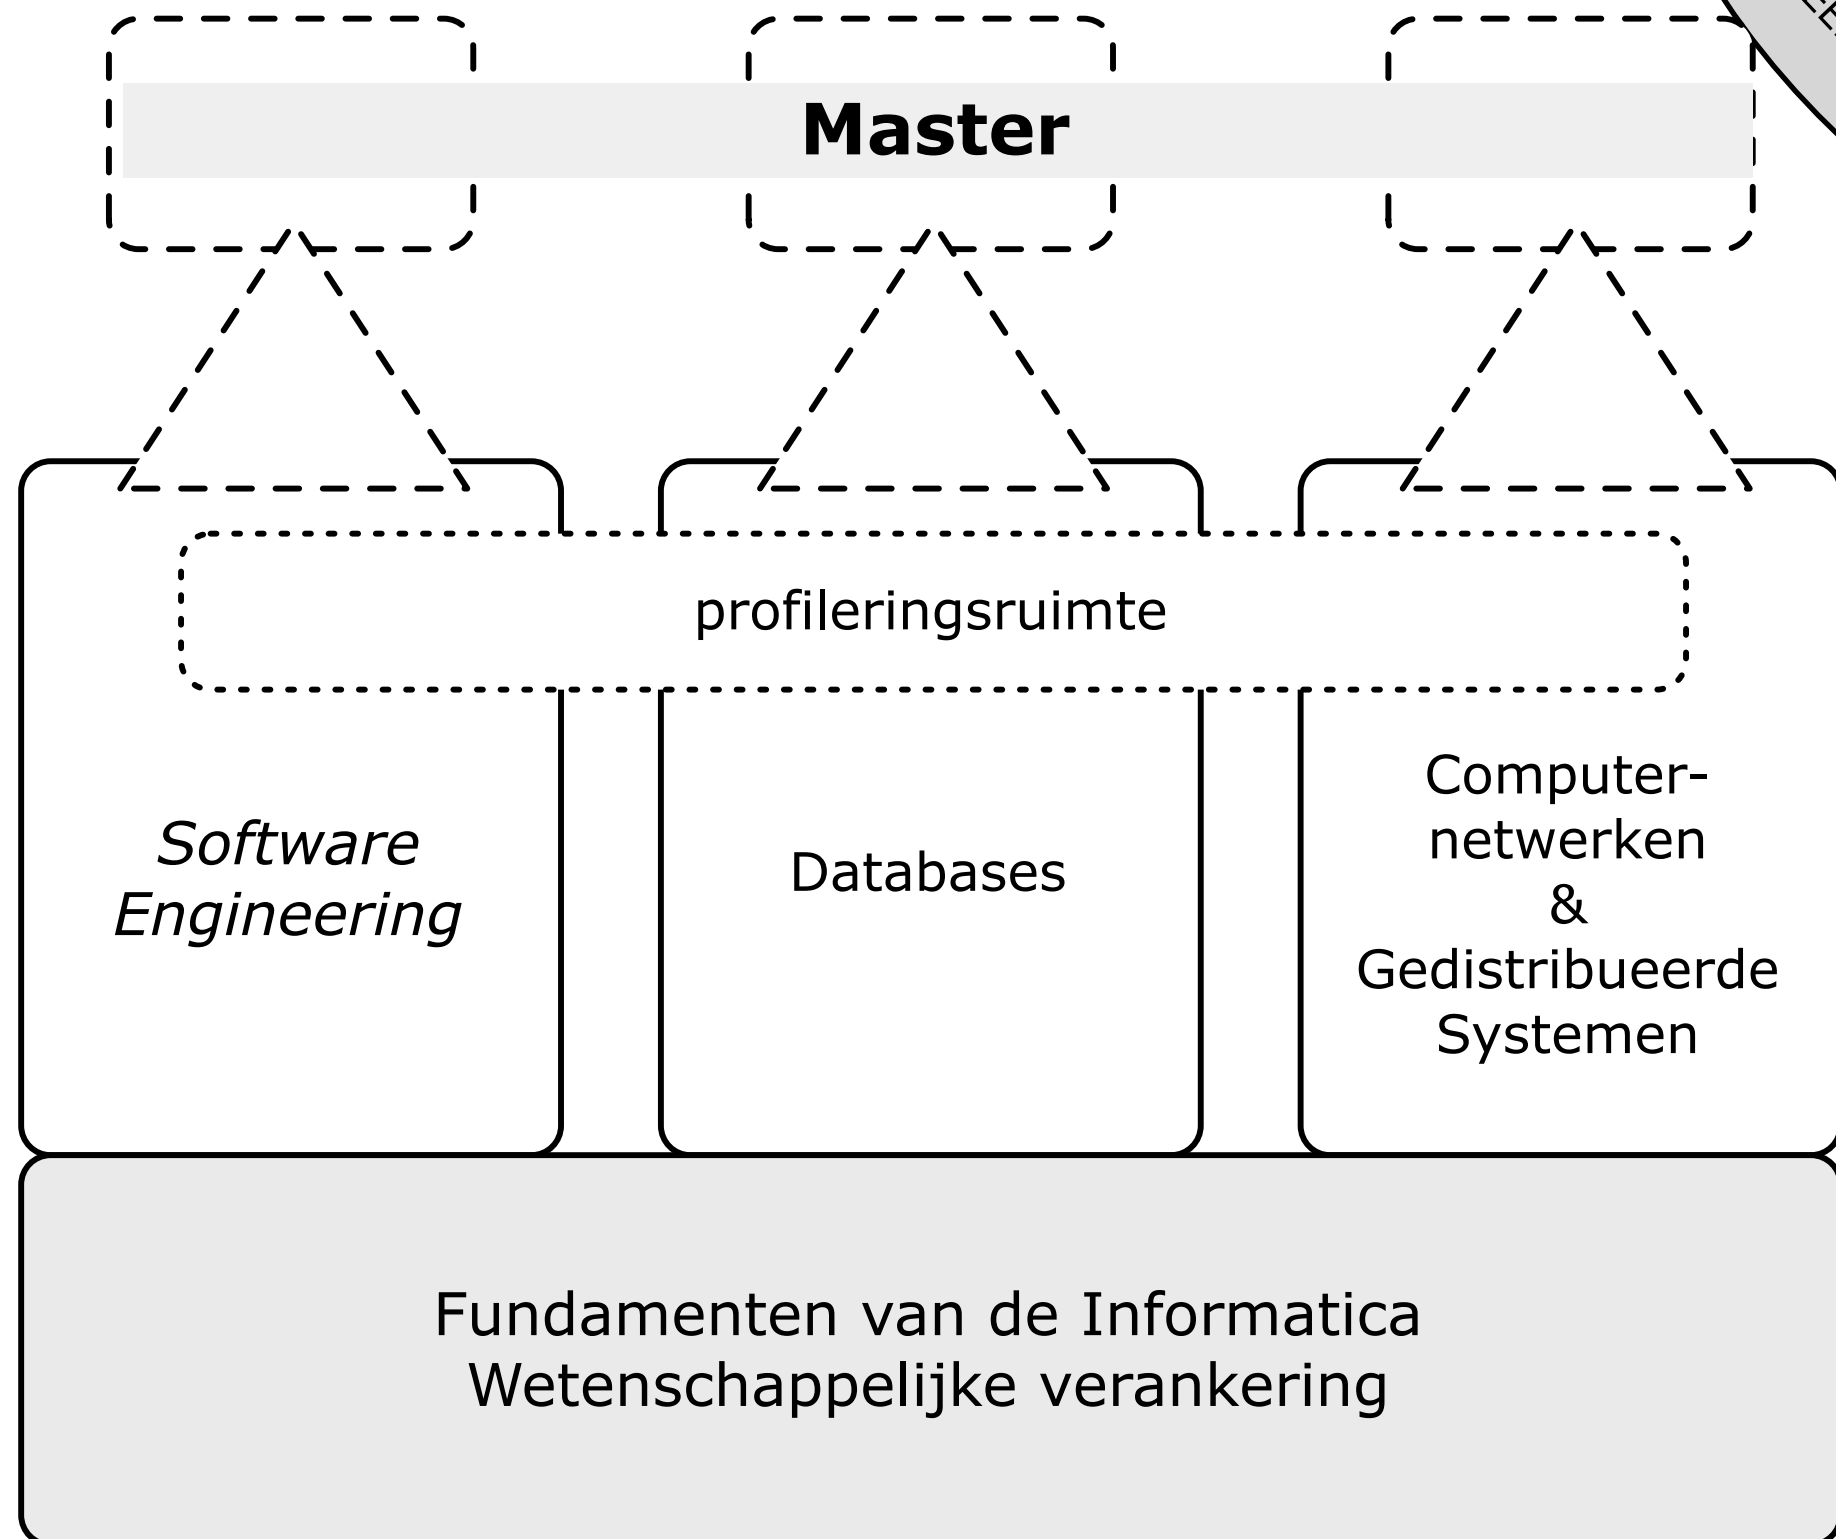 Master
profileringsruimte
Software
Engineering
Databases
Computer-
netwerken
&
Gedistribueerde
Systemen
Fundamenten van de Informatica
Wetenschappelijke verankering